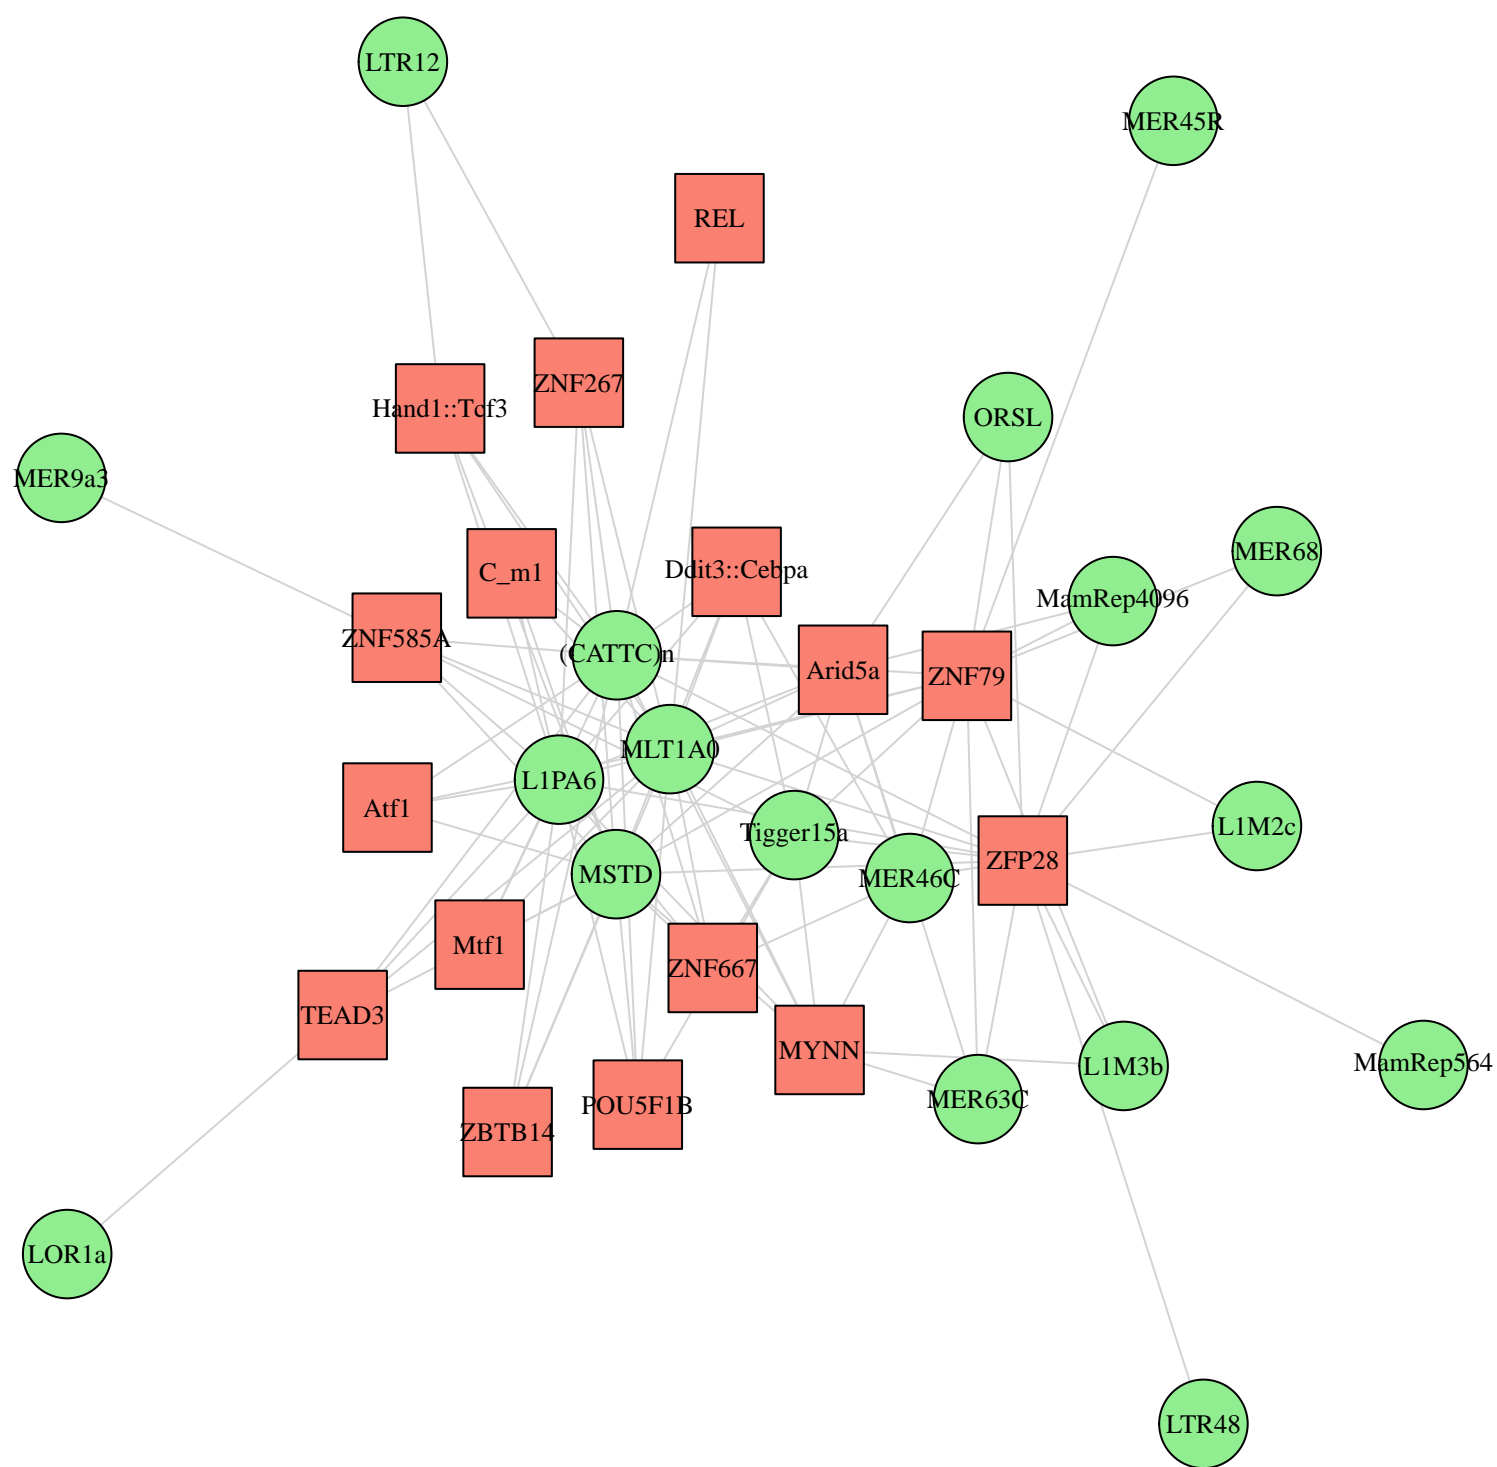 LTR12
MER45R
REL
ZNF267
Hand1::Tcf3
ORSL
MER9a3
MER68
C_m1
Ddit3::Cebpa
MamRep4096
ZNF585A
(CATTC)n
Arid5a
ZNF79
MLT1A0
L1PA6
Atf1
Tigger15a
L1M2c
MSTD
MER46C
ZFP28
Mtf1
ZNF667
TEAD3
MYNN
MER63C
L1M3b
MamRep564
POU5F1B
ZBTB14
LOR1a
LTR48